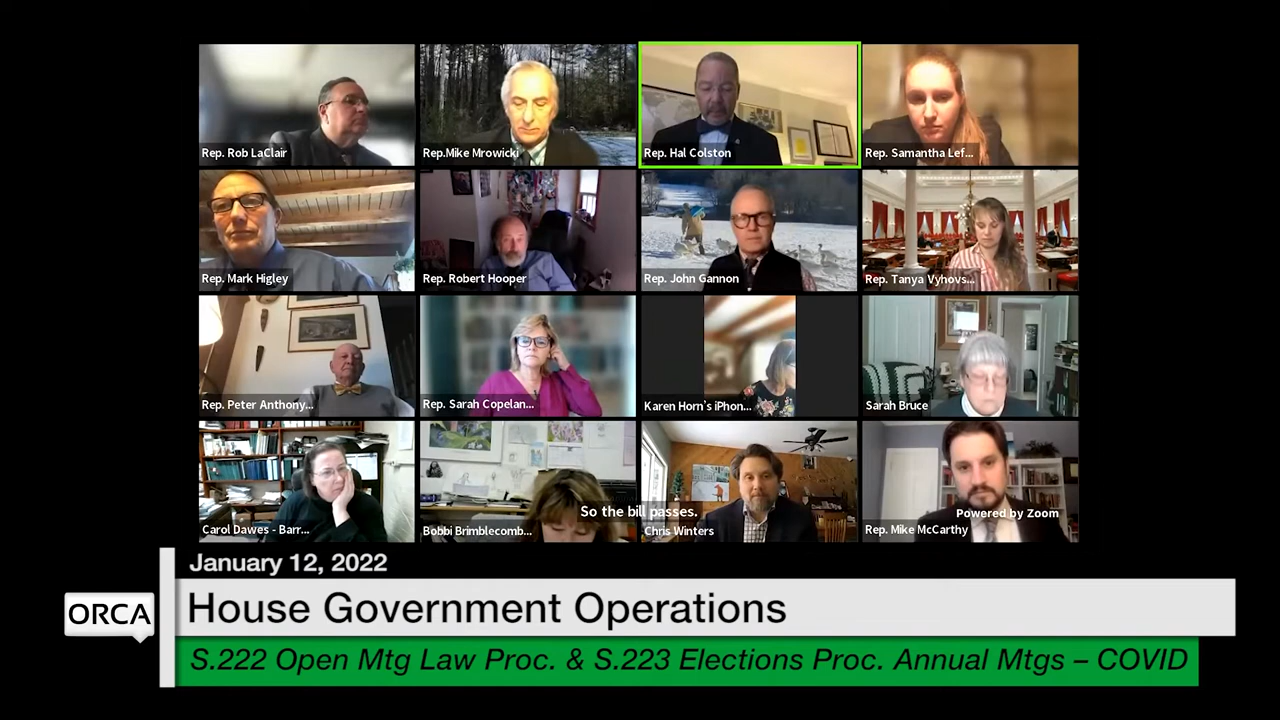 Rep. Rob LaClair
Rep.Mike Mrowicki
Rep. Hal Colston
Rep. Samantha Lef...
Rep. Mark Higley
Rep. Robert Hooper
Rep. John Gannon
Rep. Tanya Vyhovs...
Rep. Peter Anthony...
Rep. Sarah Copelan...
Karen Horn's iPhon...
Sarah Bruce
Carol Dawes - Barr...
Bobbi Brimblecomb...
So the bill passes.
Chris Winters
Powered by Zoom
Rep. Mike McCarthy
January 12, 2022
ORCA
House Government Operations
S.222 Open Mtg Law Proc. & S.223 Elections Proc. Annual Mtgs – COVID